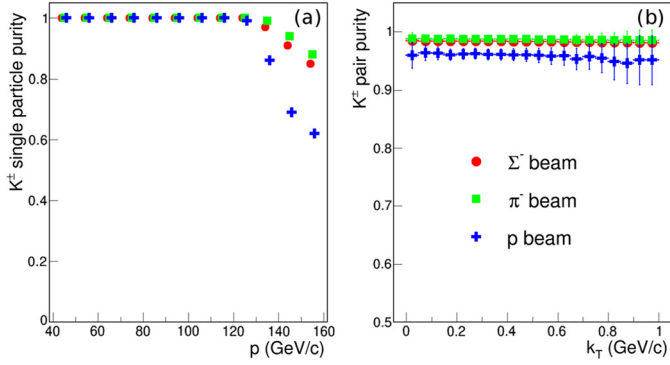 (a)
K± single particle purity
1
0.8
0.6
0.4
0.2
0
40 60 80 100 120 140 160
p (GeV/c)
(b)
K± pair purity
1
0.9
0.8
0.7
0.6
0.5
Σ⁻ beam
π⁻ beam
p beam
0 0.2 0.4 0.6 0.8 1
k_T (GeV/c)